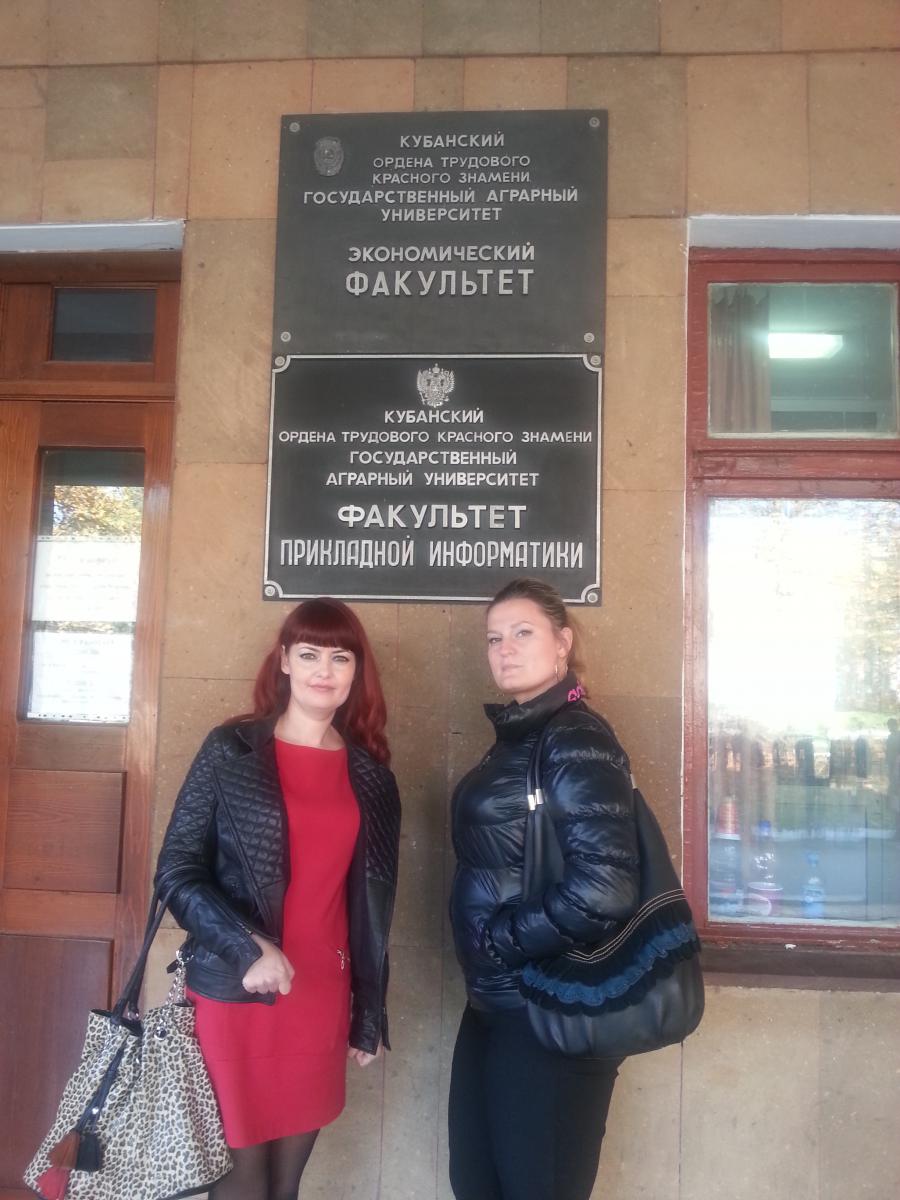 КУБАНСКИЙ
ОРДЕНА ТРУДОВОГО
КРАСНОГО ЗНАМЕНИ
ГОСУДАРСТВЕННЫЙ АГРАРНЫЙ
УНИВЕРСИТЕТ
ЭКОНОМИЧЕСКИЙ
ФАКУЛЬТЕТ
КУБАНСКИЙ
ОРДЕНА ТРУДОВОГО КРАСНОГО ЗНАМЕНИ
ГОСУДАРСТВЕННЫЙ
АГРАРНЫЙ УНИВЕРСИТЕТ
ФАКУЛЬТЕТ
ПРИКЛАДНОЙ ИНФОРМАТИКИ